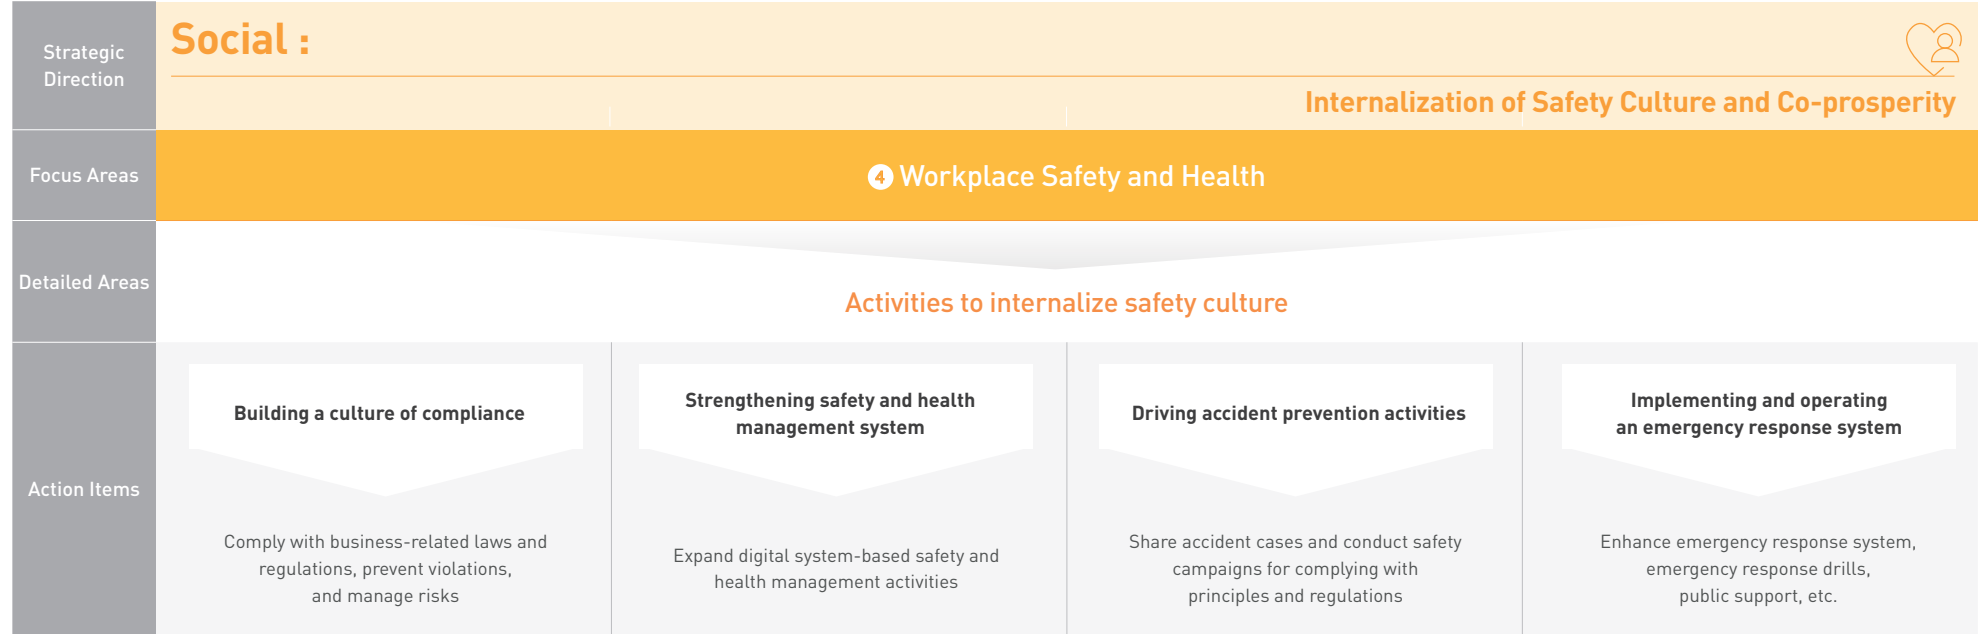 Strategic
Direction
Social :
Internalization of Safety Culture and Co-prosperity
Focus Areas
4 Workplace Safety and Health
Detailed Areas
Activities to internalize safety culture
Action Items
Building a culture of compliance
Comply with business-related laws and
regulations, prevent violations,
and manage risks
Strengthening safety and health
management system
Expand digital system-based safety and
health management activities
Driving accident prevention activities
Share accident cases and conduct safety
campaigns for complying with
principles and regulations
Implementing and operating
an emergency response system
Enhance emergency response system,
emergency response drills,
public support, etc.